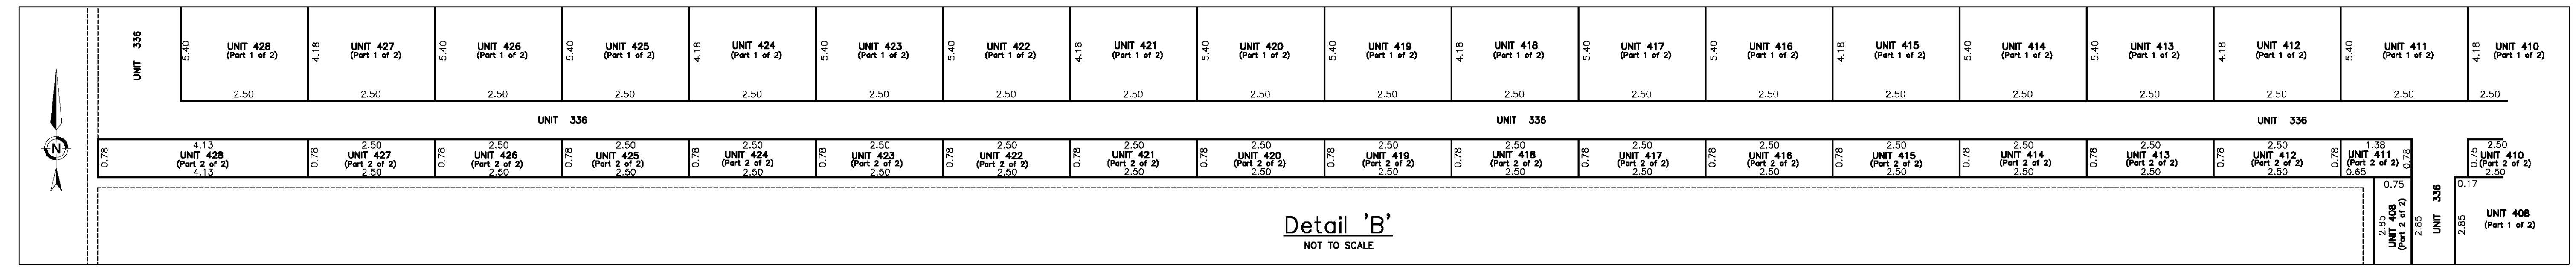 UNIT 336
5.40 UNIT 428 4.18 UNIT 427 5.40 UNIT 426 5.40 UNIT 425 4.18 UNIT 424 5.40 UNIT 423 5.40 UNIT 422 4.18 UNIT 421 5.40 UNIT 420 5.40 UNIT 419 4.18 UNIT 418 5.40 UNIT 417 5.40 UNIT 416 4.18 UNIT 415 5.40 UNIT 414 5.40 UNIT 413 4.18 UNIT 412 5.40 UNIT 411 4.18 UNIT 410
(Part 1 of 2) (Part 1 of 2) (Part 1 of 2) (Part 1 of 2) (Part 1 of 2) (Part 1 of 2) (Part 1 of 2) (Part 1 of 2) (Part 1 of 2) (Part 1 of 2) (Part 1 of 2) (Part 1 of 2) (Part 1 of 2) (Part 1 of 2) (Part 1 of 2) (Part 1 of 2) (Part 1 of 2) (Part 1 of 2) (Part 1 of 2)
2.50 2.50 2.50 2.50 2.50 2.50 2.50 2.50 2.50 2.50 2.50 2.50 2.50 2.50 2.50 2.50 2.50 2.50 2.50
UNIT 336 UNIT 336 UNIT 336
N
4.13 2.50 2.50 2.50 2.50 2.50 2.50 2.50 2.50 2.50 2.50 2.50 2.50 2.50 2.50 2.50 2.50 1.38 2.50
0.78 UNIT 428 0.78 UNIT 427 0.78 UNIT 426 0.78 UNIT 425 0.78 UNIT 424 0.78 UNIT 423 0.78 UNIT 422 0.78 UNIT 421 0.78 UNIT 420 0.78 UNIT 419 0.78 UNIT 418 0.78 UNIT 417 0.78 UNIT 416 0.78 UNIT 415 0.78 UNIT 414 0.78 UNIT 413 0.78 UNIT 412 0.78 UNIT 411 0.78 0.75 UNIT 410
(Part 2 of 2) (Part 2 of 2) (Part 2 of 2) (Part 2 of 2) (Part 2 of 2) (Part 2 of 2) (Part 2 of 2) (Part 2 of 2) (Part 2 of 2) (Part 2 of 2) (Part 2 of 2) (Part 2 of 2) (Part 2 of 2) (Part 2 of 2) (Part 2 of 2) (Part 2 of 2) (Part 2 of 2) (Part 2 of 2) (Part 2 of 2)
4.13 2.50 2.50 2.50 2.50 2.50 2.50 2.50 2.50 2.50 2.50 2.50 2.50 2.50 2.50 2.50 2.50 0.65 2.50
0.75 0.17
2.85 UNIT 408
(Part 2 of 2)
2.85 UNIT 336
2.85 UNIT 408
(Part 1 of 2)
Detail 'B'
NOT TO SCALE